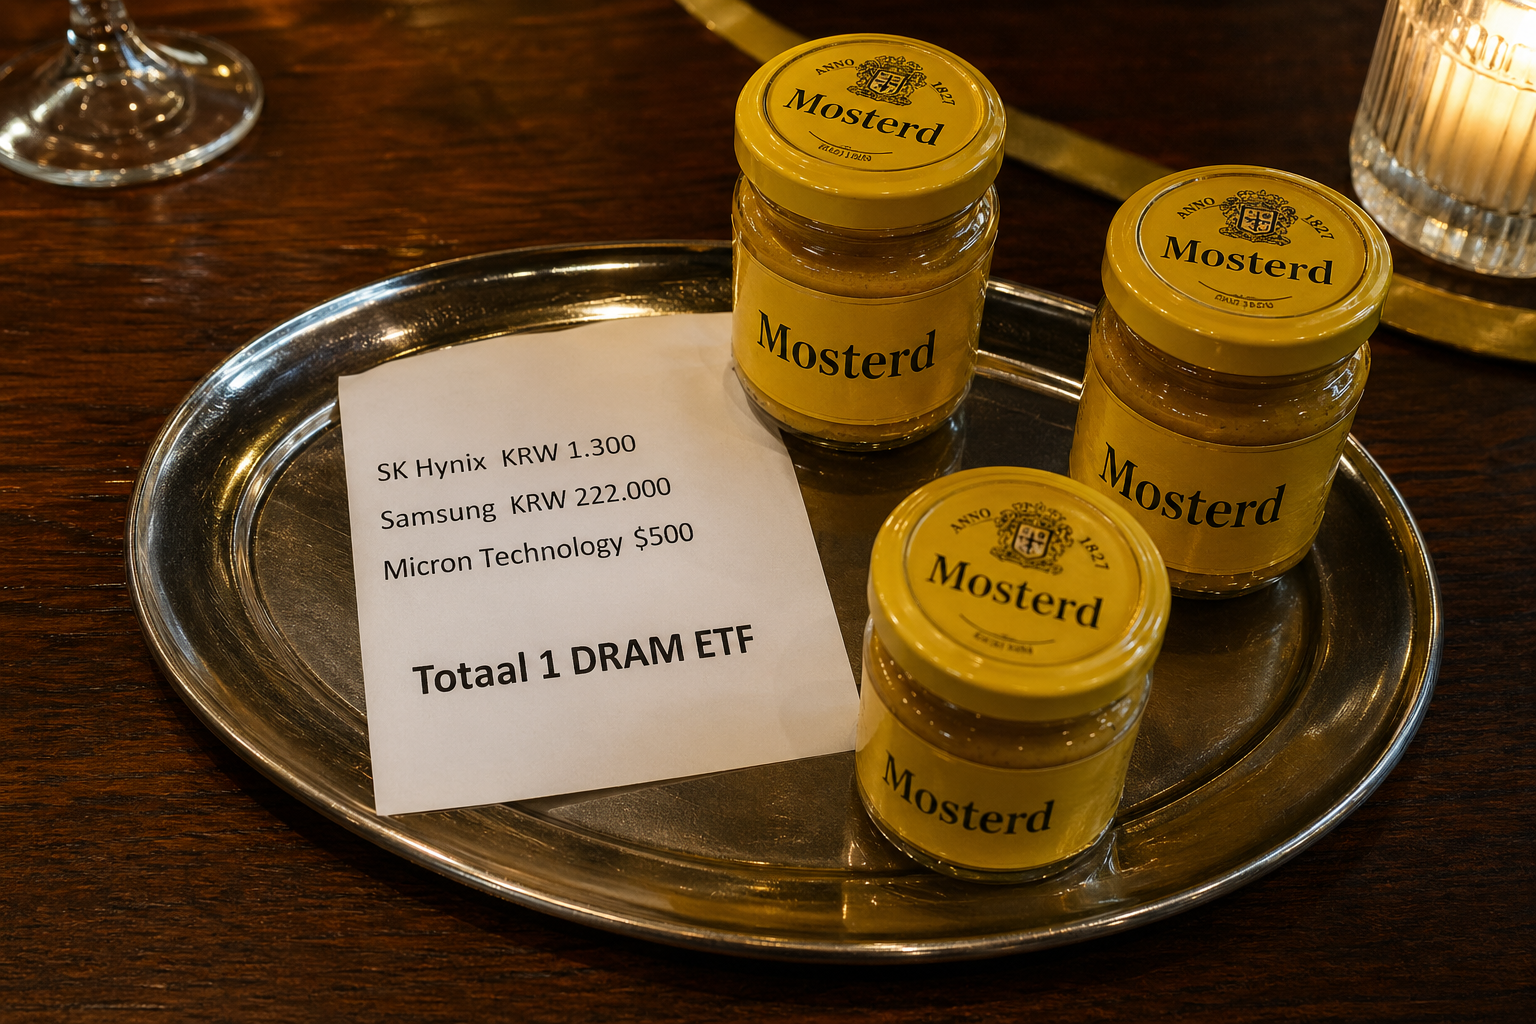 ANNO 1827
Mosterd
Mosterd
ANNO 1827
Mosterd
Mosterd
SK Hynix KRW 1.300
Samsung KRW 222.000
Micron Technology $500
Totaal 1 DRAM ETF
ANNO 1827
Mosterd
Mosterd